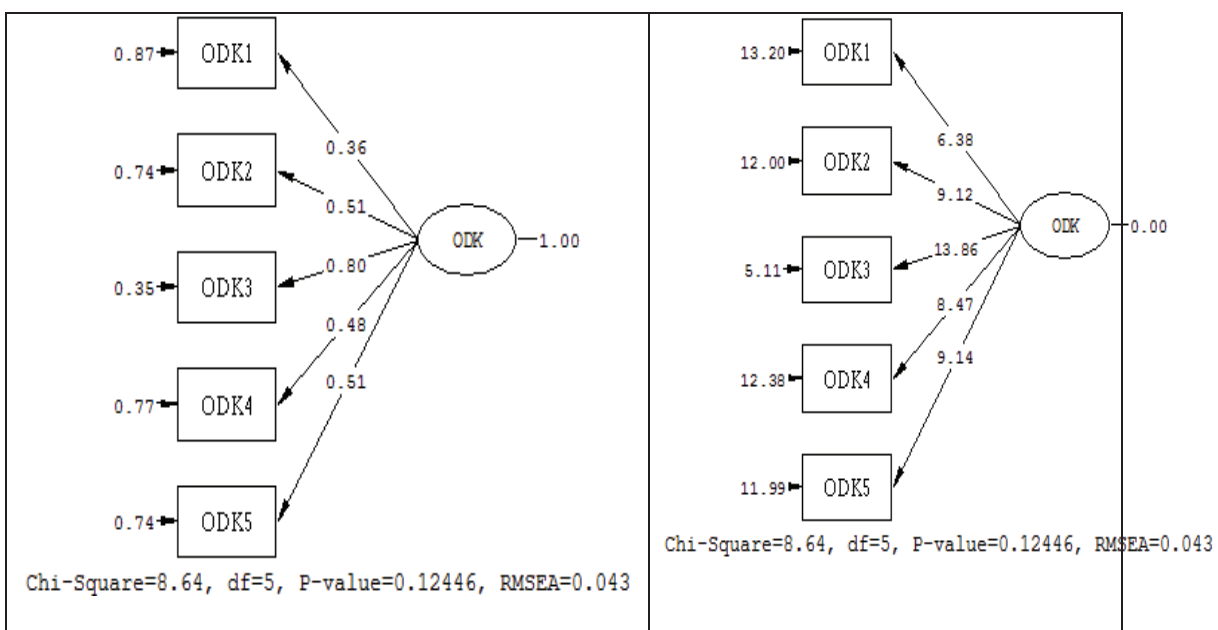 0.87 ODK1
0.36
0.74 ODK2
0.51
ODK 1.00
0.80
0.35 ODK3
0.48
0.51
0.77 ODK4
0.74 ODK5
Chi-Square=8.64, df=5, P-value=0.12446, RMSEA=0.043
13.20 ODK1
6.38
12.00 ODK2
9.12
ODK 0.00
13.86
5.11 ODK3
8.47
9.14
12.38 ODK4
11.99 ODK5
Chi-Square=8.64, df=5, P-value=0.12446, RMSEA=0.043